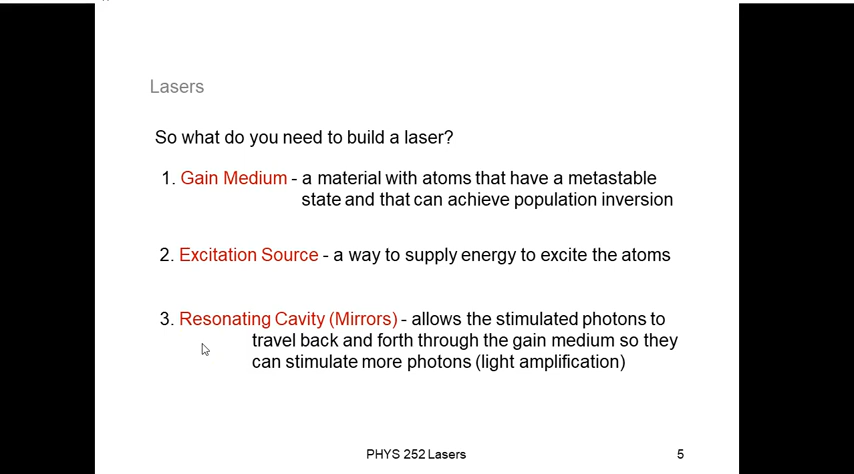 Lasers
So what do you need to build a laser?
1. Gain Medium - a material with atoms that have a metastable
state and that can achieve population inversion
2. Excitation Source - a way to supply energy to excite the atoms
3. Resonating Cavity (Mirrors) - allows the stimulated photons to
travel back and forth through the gain medium so they
can stimulate more photons (light amplification)
PHYS 252 Lasers 5